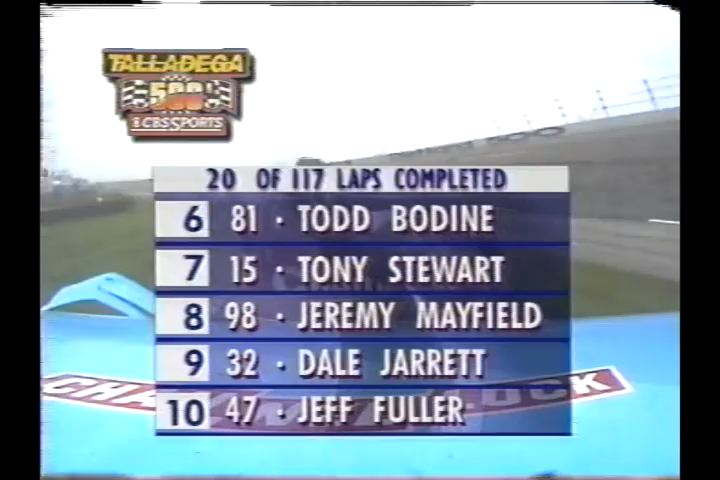 TALLADEGA
500
CBS SPORTS
20 OF 117 LAPS COMPLETED
6 81 · TODD BODINE
7 15 · TONY STEWART
8 98 · JEREMY MAYFIELD
9 32 · DALE JARRETT
10 47 · JEFF FULLER